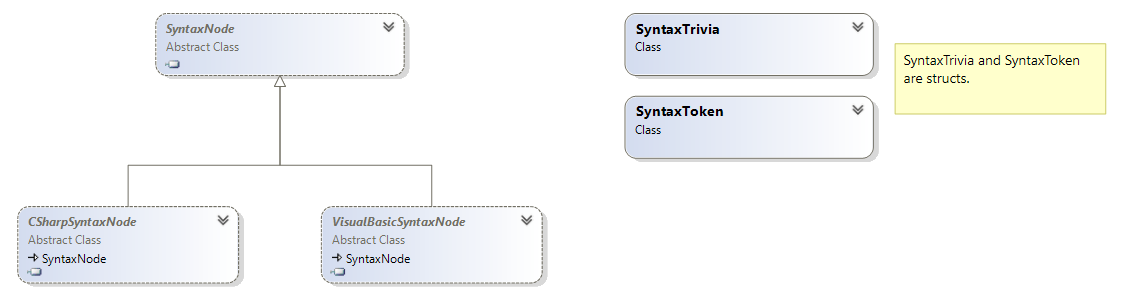 SyntaxNode
Abstract Class
SyntaxTrivia
Class
SyntaxToken
Class
SyntaxTrivia and SyntaxToken
are structs.
CSharpSyntaxNode
Abstract Class
SyntaxNode
VisualBasicSyntaxNode
Abstract Class
SyntaxNode